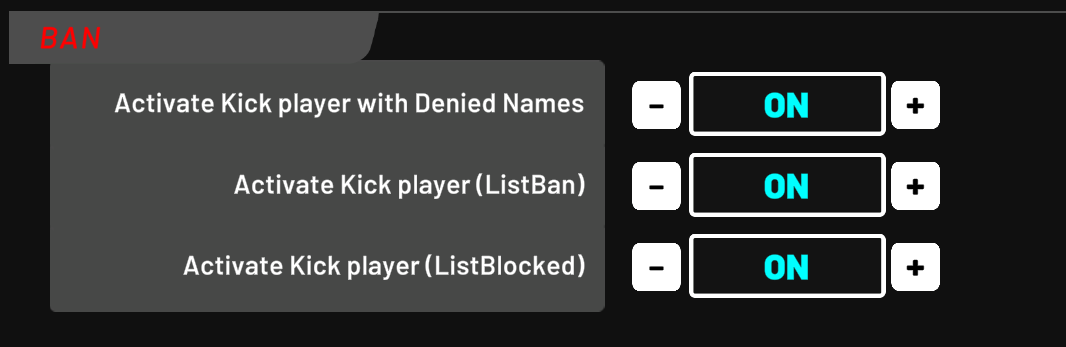 BAN
Activate Kick player with Denied Names - ON +
Activate Kick player (ListBan) - ON +
Activate Kick player (ListBlocked) - ON +